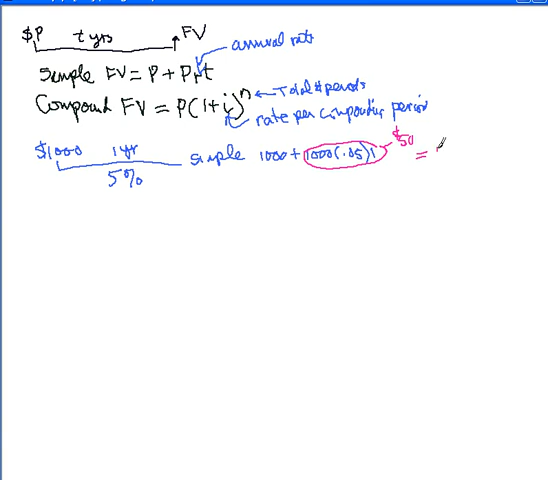 $P t yrs FV
annual rate
Simple FV = P + Prt
Compound FV = P(1+i)^n ← Total # periods
rate per compounding period
$1000 1 yr simple 1000 + 1000(.05)1 $50 =
5%